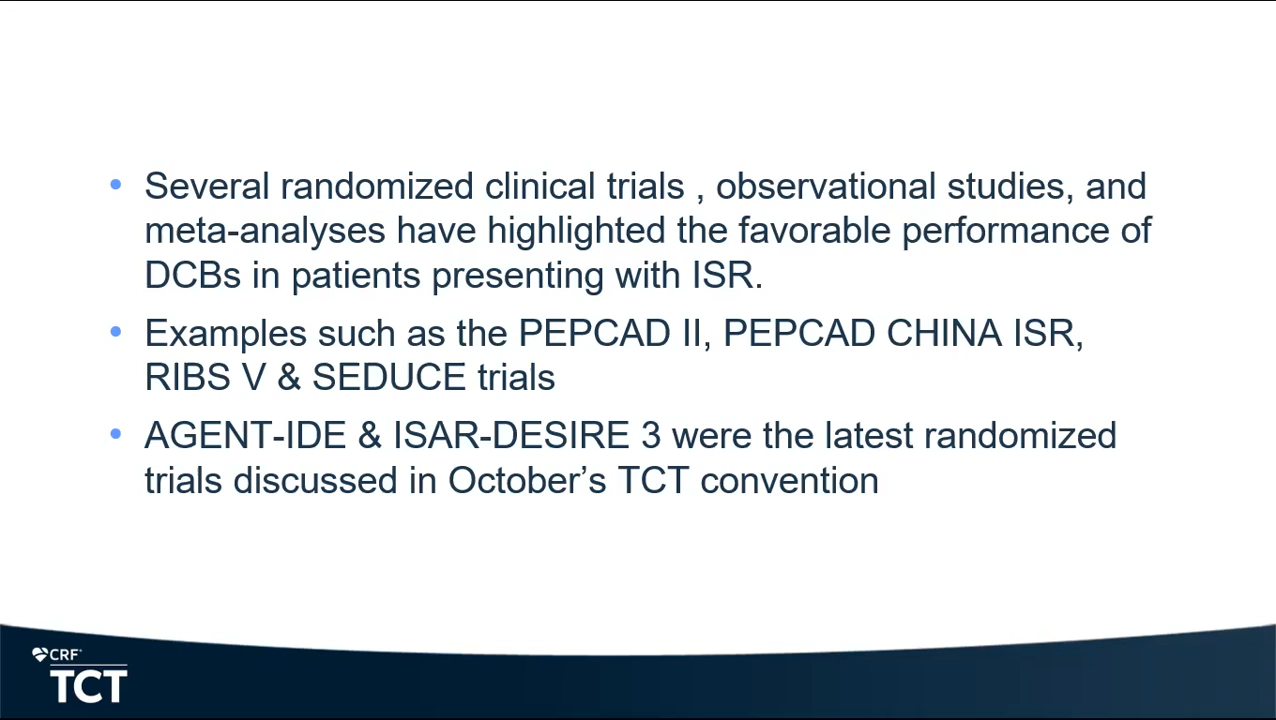 • Several randomized clinical trials , observational studies, and
meta-analyses have highlighted the favorable performance of
DCBs in patients presenting with ISR.
• Examples such as the PEPCAD II, PEPCAD CHINA ISR,
RIBS V & SEDUCE trials
• AGENT-IDE & ISAR-DESIRE 3 were the latest randomized
trials discussed in October’s TCT convention
CRF®
TCT